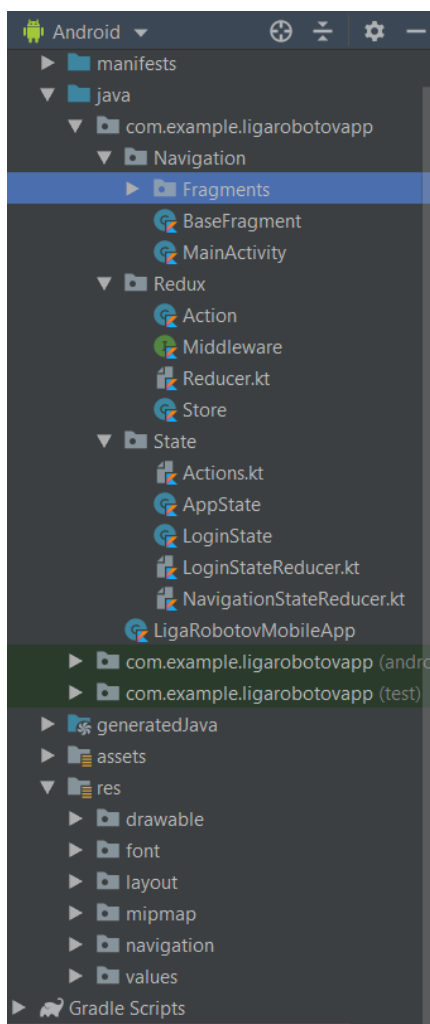 Android
manifests
java
com.example.ligarobotovapp
Navigation
Fragments
BaseFragment
MainActivity
Redux
Action
Middleware
Reducer.kt
Store
State
Actions.kt
AppState
LoginState
LoginStateReducer.kt
NavigationStateReducer.kt
LigaRobotovMobileApp
com.example.ligarobotovapp (andro
com.example.ligarobotovapp (test)
generatedJava
assets
res
drawable
font
layout
mipmap
navigation
values
Gradle Scripts